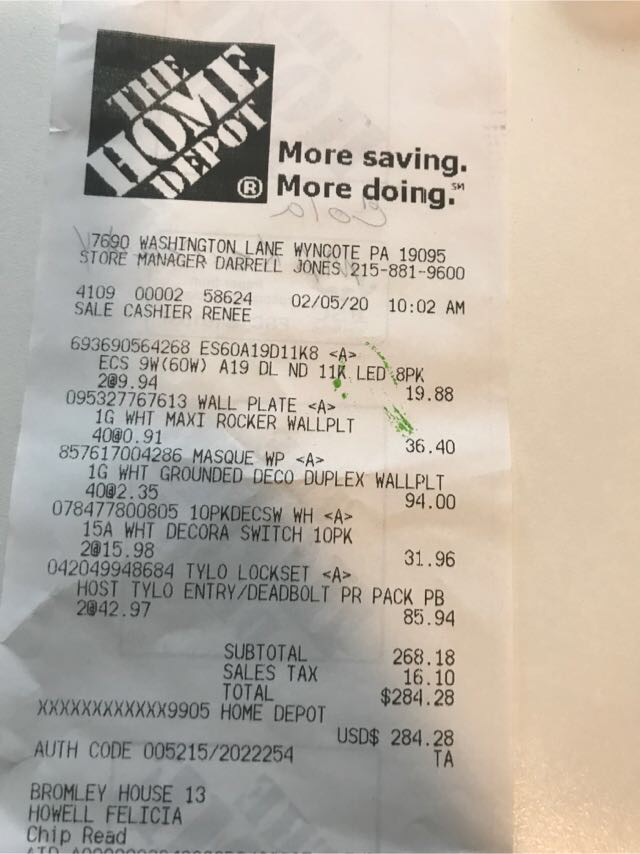 THE
HOME
DEPOT
®
More saving.
More doing.℠
7690 WASHINGTON LANE WYNCOTE PA 19095
STORE MANAGER DARRELL JONES 215-881-9600
4109 00002 58624 02/05/20 10:02 AM
SALE CASHIER RENEE
693690564268 ES60A19D11K8 <A>
ECS 9W(60W) A19 DL ND 11K LED 8PK
2@9.94 19.88
095327767613 WALL PLATE <A>
1G WHT MAXI ROCKER WALLPLT
40@0.91 36.40
857617004286 MASQUE WP <A>
1G WHT GROUNDED DECO DUPLEX WALLPLT
40@2.35 94.00
078477800805 10PKDECSW WH <A>
15A WHT DECORA SWITCH 10PK
2@15.98 31.96
042049948684 TYLO LOCKSET <A>
HOST TYLO ENTRY/DEADBOLT PR PACK PB
2@42.97 85.94
SUBTOTAL 268.18
SALES TAX 16.10
TOTAL $284.28
XXXXXXXXXXXX9905 HOME DEPOT
USD$ 284.28
AUTH CODE 005215/2022254 TA
BROMLEY HOUSE 13
HOWELL FELICIA
Chip Read